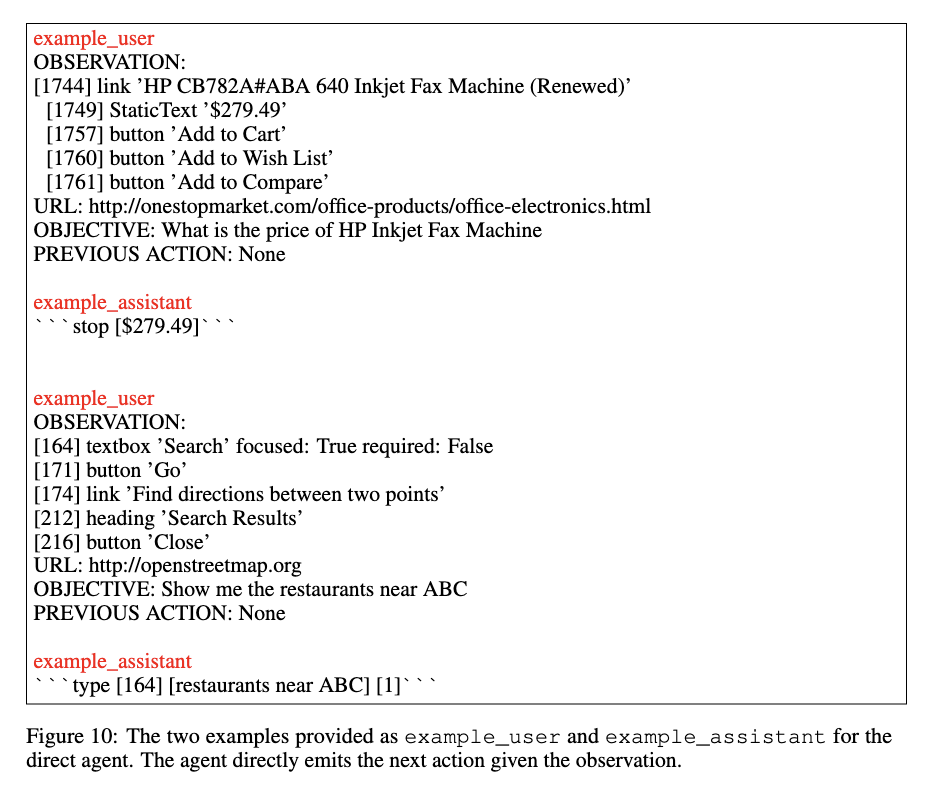 example_user
OBSERVATION:
[1744] link ’HP CB782A#ABA 640 Inkjet Fax Machine (Renewed)’
[1749] StaticText ’$279.49’
[1757] button ’Add to Cart’
[1760] button ’Add to Wish List’
[1761] button ’Add to Compare’
URL: http://onestopmarket.com/office-products/office-electronics.html
OBJECTIVE: What is the price of HP Inkjet Fax Machine
PREVIOUS ACTION: None
example_assistant
```stop [$279.49]```
example_user
OBSERVATION:
[164] textbox ’Search’ focused: True required: False
[171] button ’Go’
[174] link ’Find directions between two points’
[212] heading ’Search Results’
[216] button ’Close’
URL: http://openstreetmap.org
OBJECTIVE: Show me the restaurants near ABC
PREVIOUS ACTION: None
example_assistant
```type [164] [restaurants near ABC] [1]```
Figure 10: The two examples provided as example_user and example_assistant for the
direct agent. The agent directly emits the next action given the observation.